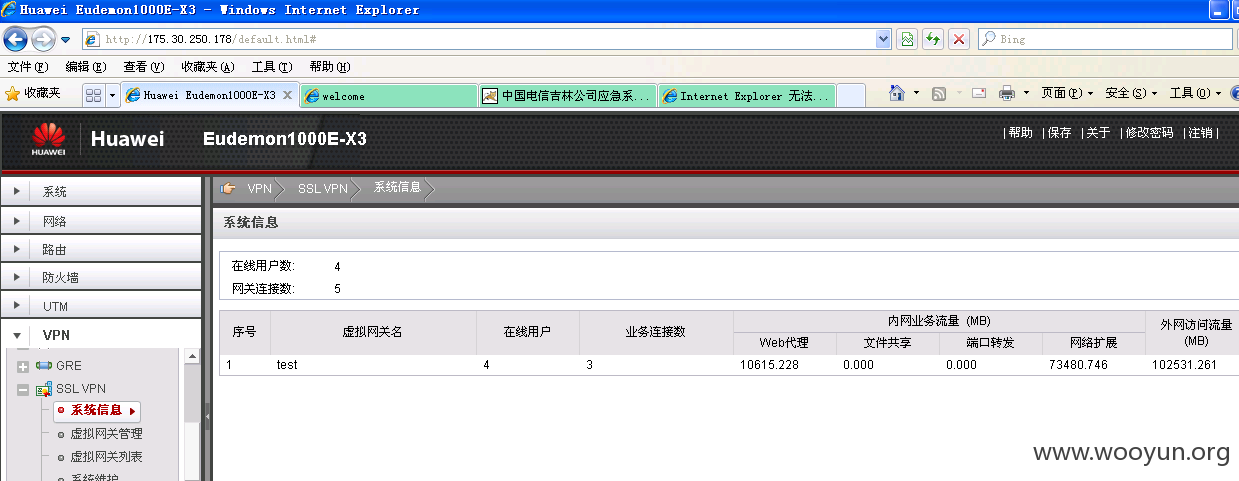 Huawei Eudemon1000E-X3 - Windows Internet Explorer
http://175.30.250.178/default.html#
Bing
文件(F) 编辑(E) 查看(V) 收藏夹(A) 工具(T) 帮助(H)
收藏夹 Huawei Eudemon1000E-X3 welcome 中国电信吉林公司应急系... Internet Explorer 无法... 页面(P) 安全(S) 工具(O)
HUAWEI Huawei Eudemon1000E-X3 |帮助 |保存 |关于 |修改密码 |注销|
系统
网络
路由
防火墙
UTM
VPN
GRE
SSL VPN
系统信息
虚拟网关管理
虚拟网关列表
系统维护
VPN SSL VPN 系统信息
系统信息
在线用户数: 4
网关连接数: 5
序号 虚拟网关名 在线用户 业务连接数 内网业务流量 (MB) 外网访问流量 (MB)
Web代理 文件共享 端口转发 网络扩展
1 test 4 3 10615.228 0.000 0.000 73480.746 102531.261
www.wooyun.org